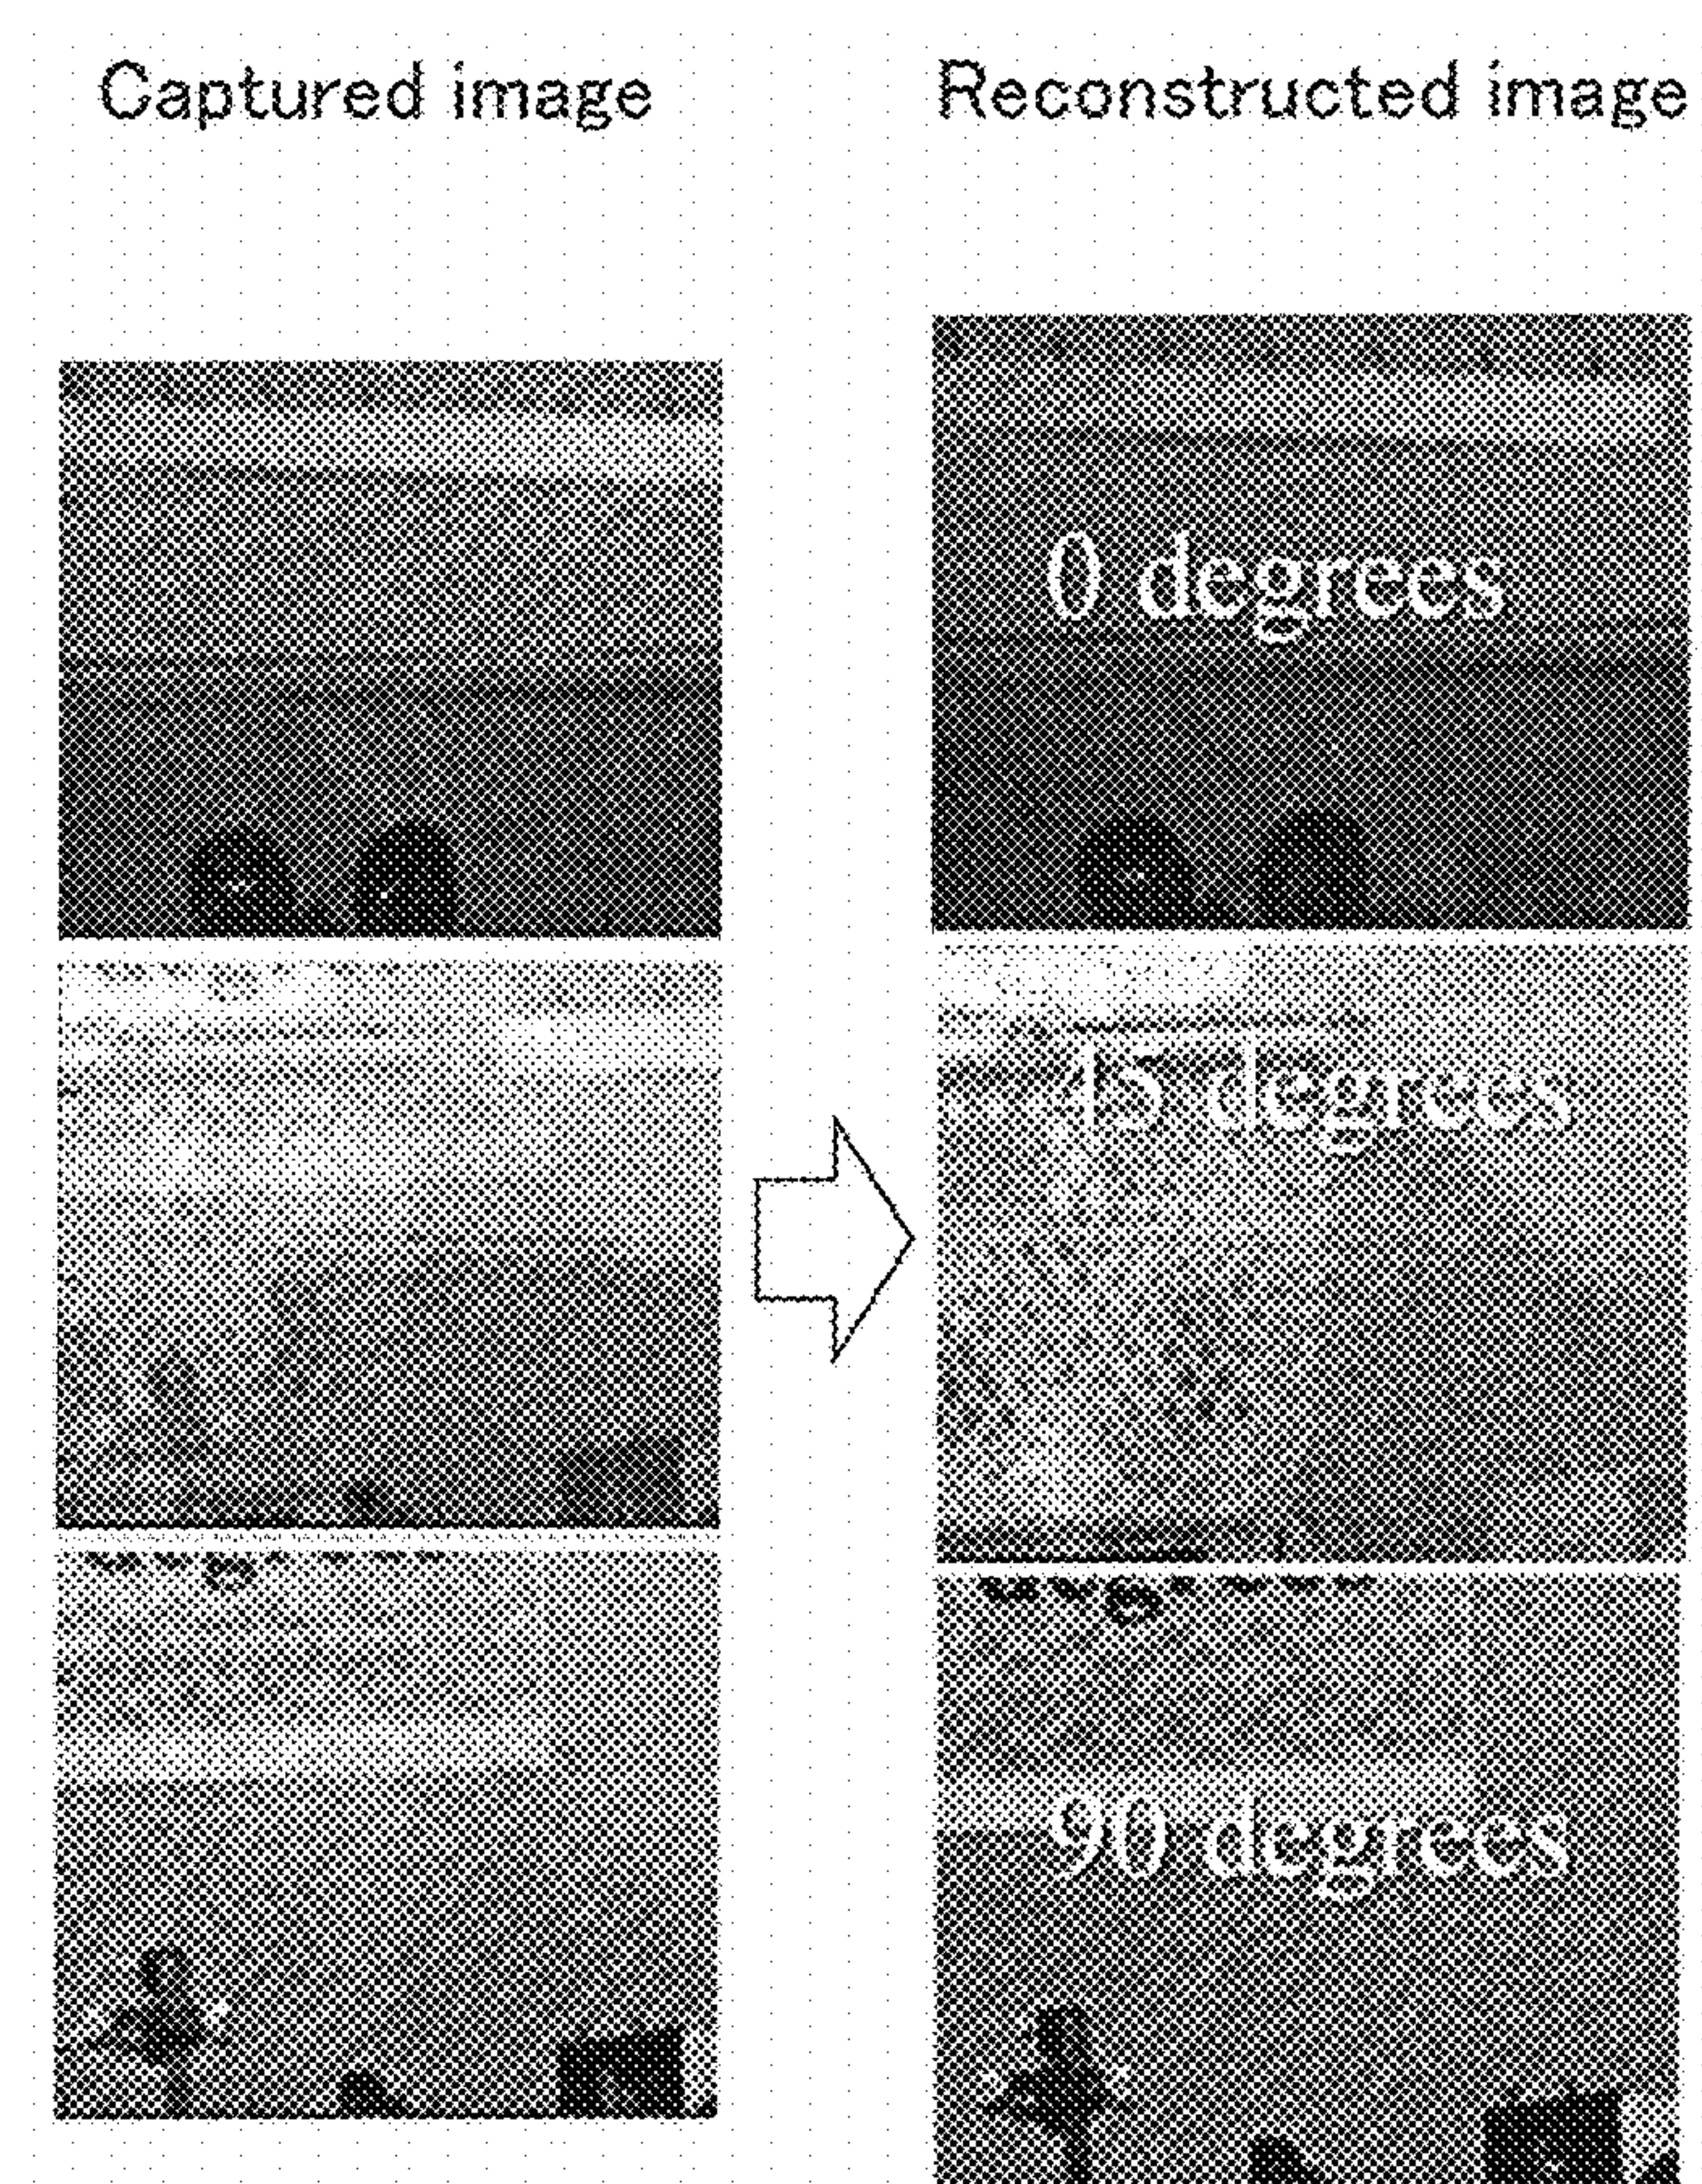 Captured image
Reconstructed image
0 degrees
45 degrees
90 degrees